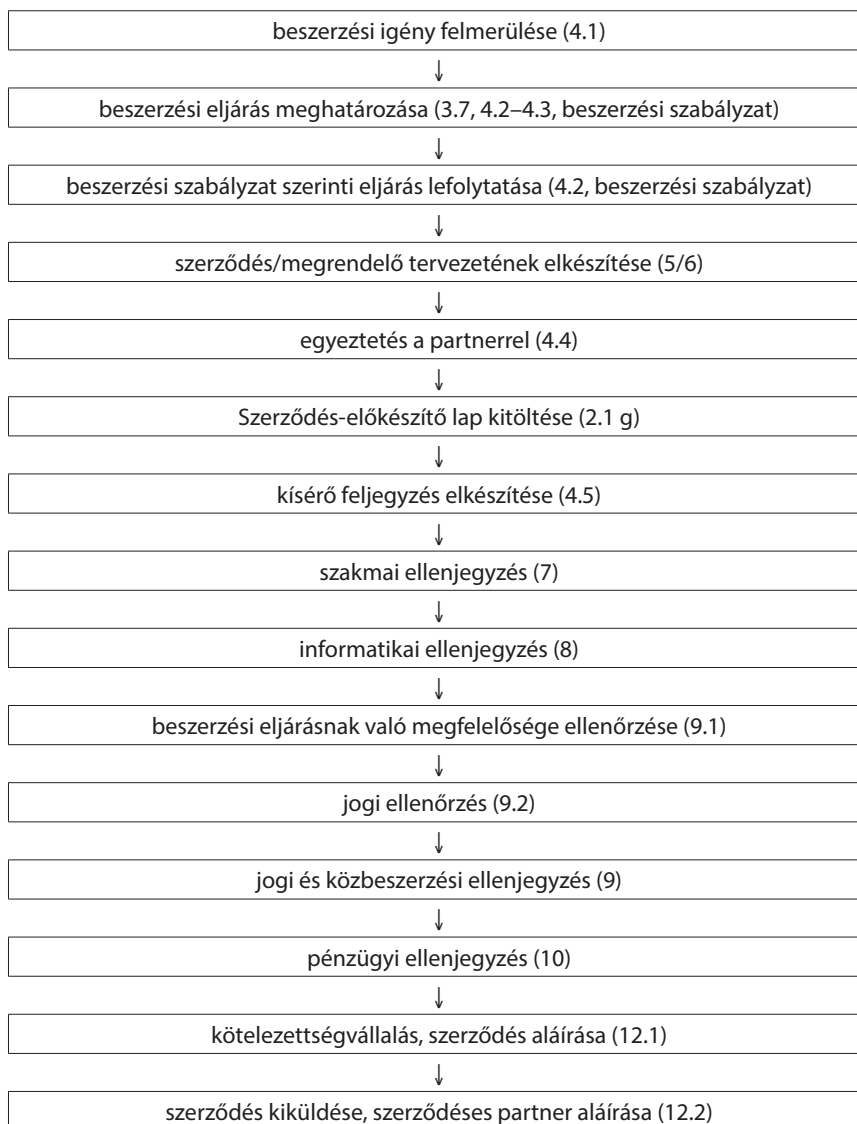 beszerzési igény felmerülése (4.1)
↓
beszerzési eljárás meghatározása (3.7, 4.2–4.3, beszerzési szabályzat)
↓
beszerzési szabályzat szerinti eljárás lefolytatása (4.2, beszerzési szabályzat)
↓
szerződés/megrendelő tervezetének elkészítése (5/6)
↓
egyeztetés a partnerrel (4.4)
↓
Szerződés-előkészítő lap kitöltése (2.1 g)
↓
kísérő feljegyzés elkészítése (4.5)
↓
szakmai ellenjegyzés (7)
↓
informatikai ellenjegyzés (8)
↓
beszerzési eljárásnak való megfelelősége ellenőrzése (9.1)
↓
jogi ellenőrzés (9.2)
↓
jogi és közbeszerzési ellenjegyzés (9)
↓
pénzügyi ellenjegyzés (10)
↓
kötelezettségvállalás, szerződés aláírása (12.1)
↓
szerződés kiküldése, szerződéses partner aláírása (12.2)